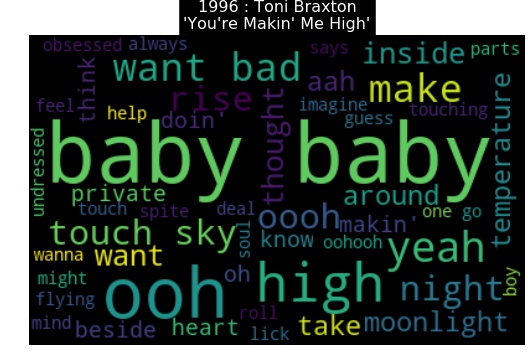 1996 : Toni Braxton
'You're Makin' Me High'
obsessed always says parts
think want bad inside
aah make
feel rise imagine touching
help doin' thought guess
baby baby temperature
undressed private around
touch spite deal oooh makin' one go
touch sky soul know oohooh yeah
wanna want
might ooh oh high night boy
flying roll
mind beside heart lick take moonlight